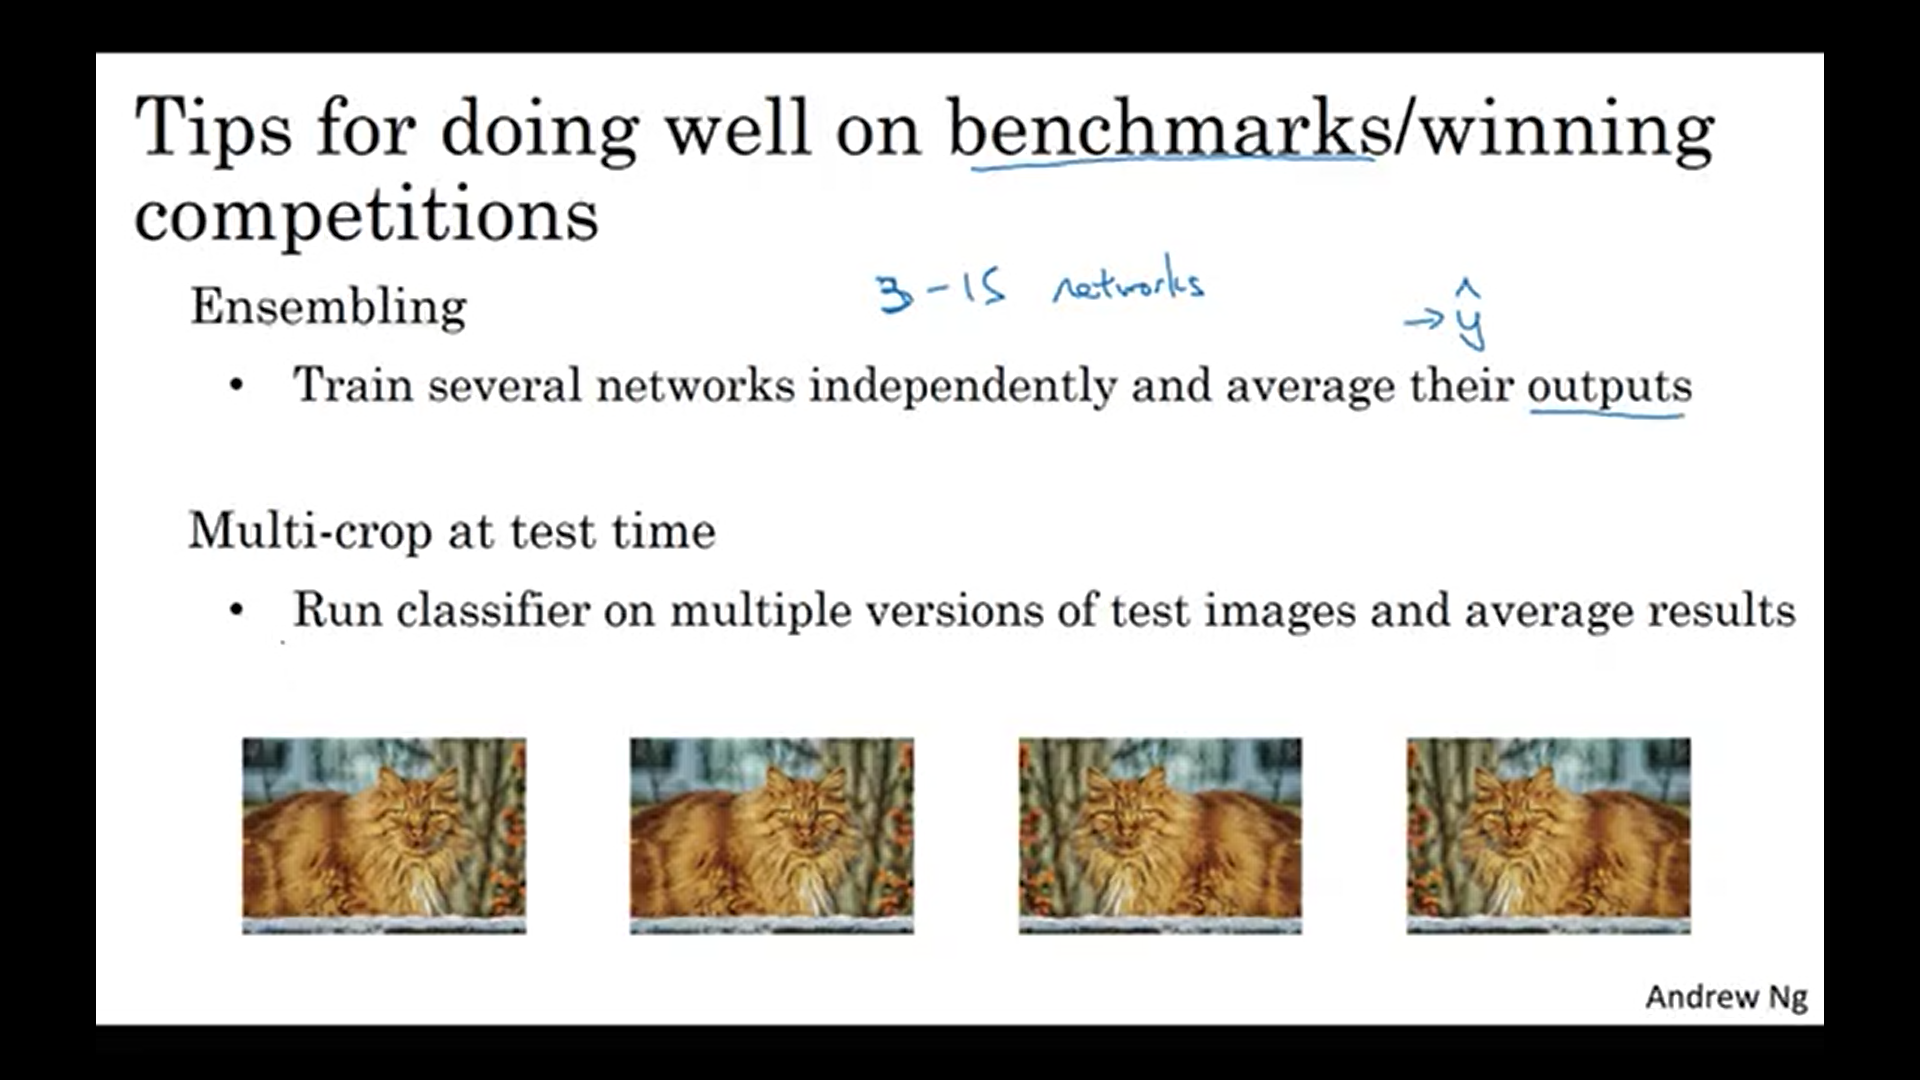 Tips for doing well on benchmarks/winning
competitions
Ensembling
3-15 networks
→ ŷ
• Train several networks independently and average their outputs
Multi-crop at test time
• Run classifier on multiple versions of test images and average results
Andrew Ng